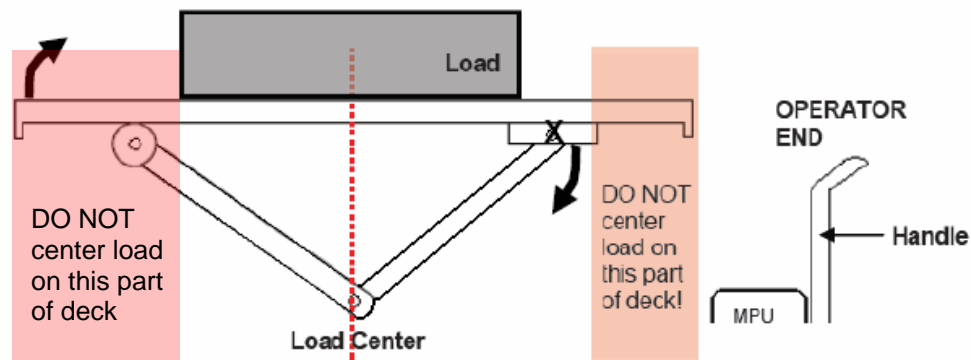 Load
OPERATOR
END
DO NOT
center load
on this part
of deck
DO NOT
center
load on
this part
of deck!
Handle
MPU
Load Center
X